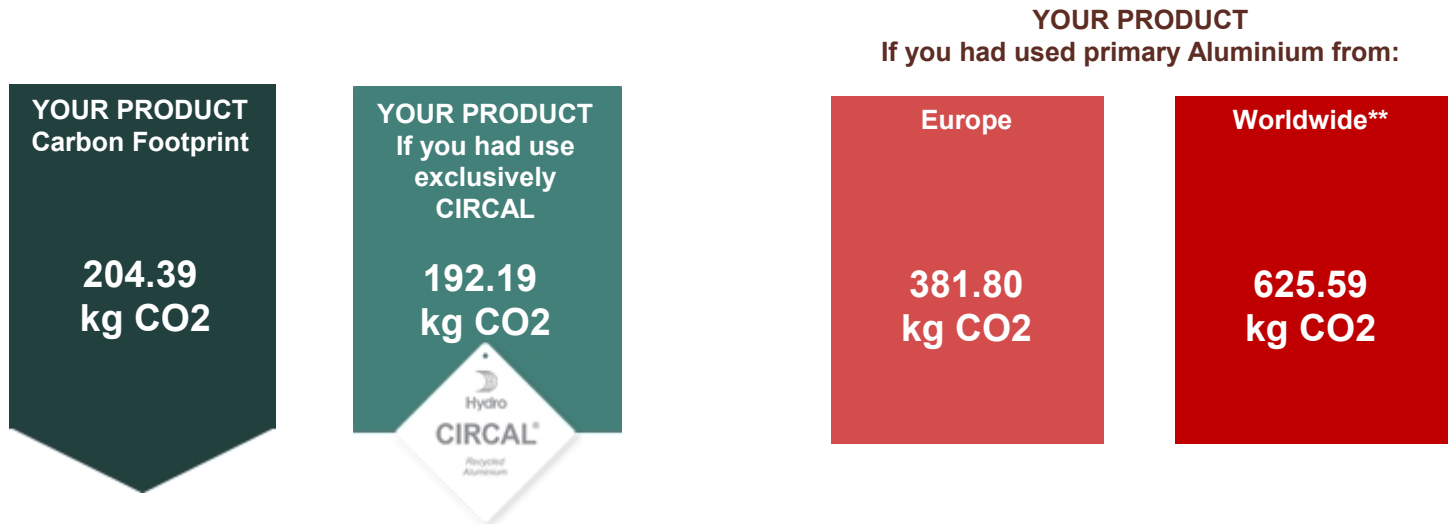 YOUR PRODUCT
If you had used primary Aluminium from:
YOUR PRODUCT
Carbon Footprint
204.39
kg CO2
YOUR PRODUCT
If you had use
exclusively
CIRCAL
192.19
kg CO2
Hydro
CIRCAL®
Recycled
Aluminium
Europe
381.80
kg CO2
Worldwide**
625.59
kg CO2